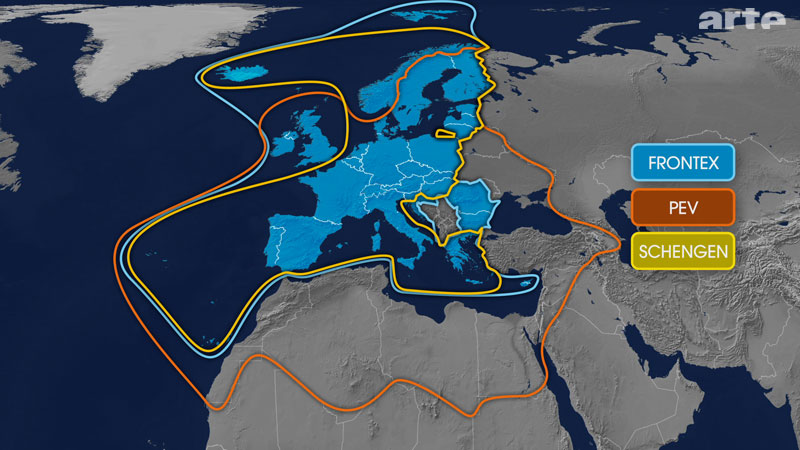 arte
FRONTEX
PEV
SCHENGEN